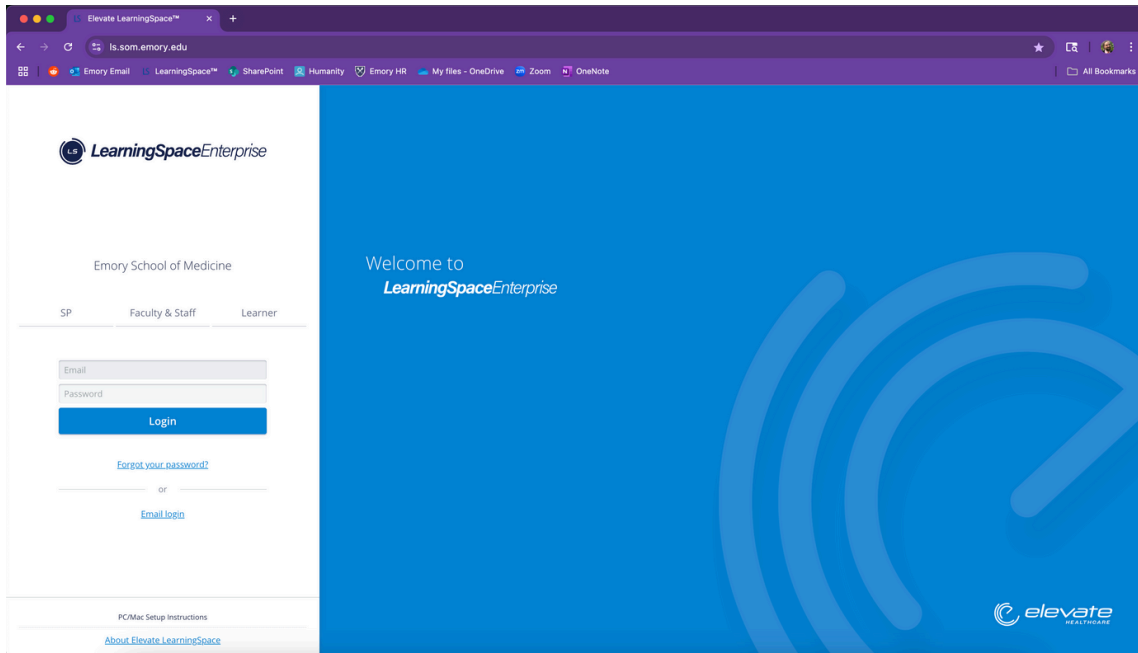 Elevate LearningSpace™
ls.som.emory.edu
Emory Email LS LearningSpace™ SharePoint Humanity Emory HR My files - OneDrive zm Zoom N OneNote All Bookmarks
LS LearningSpaceEnterprise
Emory School of Medicine
SP Faculty & Staff Learner
Email
Password
Login
Forgot your password?
or
Email login
PC/Mac Setup Instructions
About Elevate LearningSpace
Welcome to
LearningSpaceEnterprise
elevate
HEALTHCARE